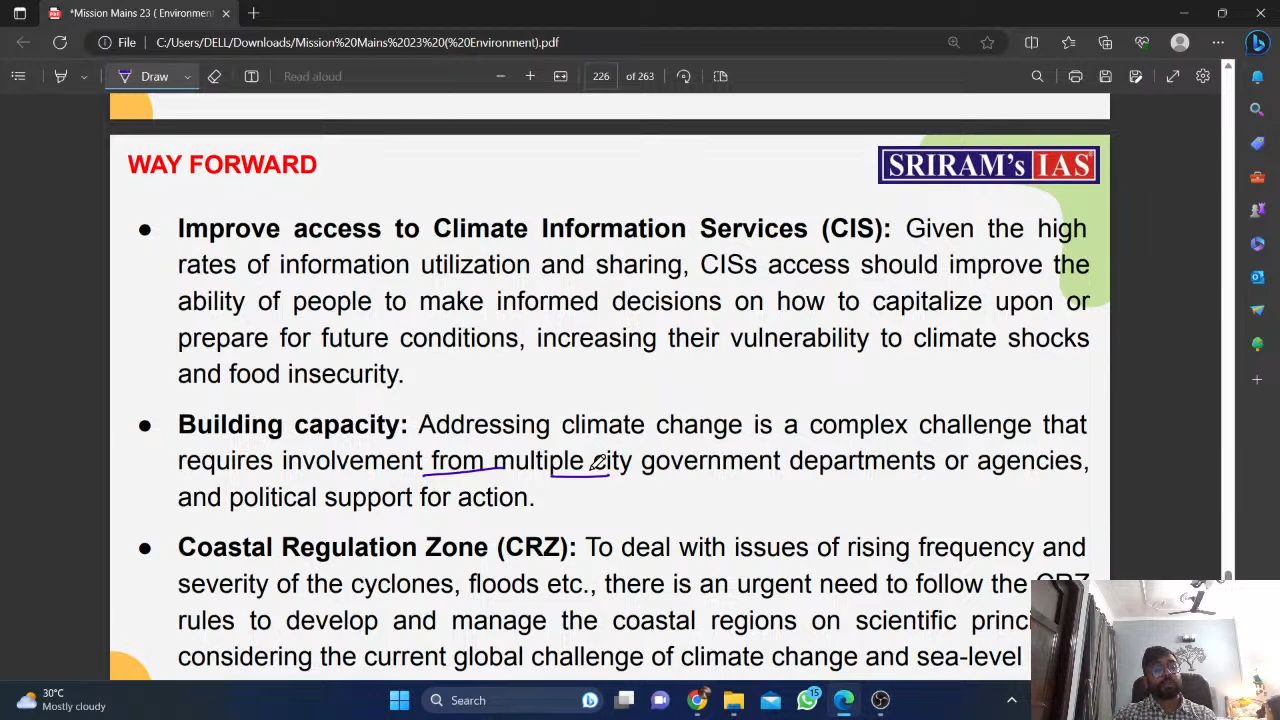 *Mission Mains 23 ( Environment
File C:/Users/DELL/Downloads/Mission%20Mains%2023%20(%20Environment).pdf
Draw Read aloud 226 of 263
WAY FORWARD
SRIRAM's IAS
● Improve access to Climate Information Services (CIS): Given the high
rates of information utilization and sharing, CISs access should improve the
ability of people to make informed decisions on how to capitalize upon or
prepare for future conditions, increasing their vulnerability to climate shocks
and food insecurity.
● Building capacity: Addressing climate change is a complex challenge that
requires involvement from multiple city government departments or agencies,
and political support for action.
● Coastal Regulation Zone (CRZ): To deal with issues of rising frequency and
severity of the cyclones, floods etc., there is an urgent need to follow the CRZ
rules to develop and manage the coastal regions on scientific princi
considering the current global challenge of climate change and sea-level
30°C
Mostly cloudy
Search
15